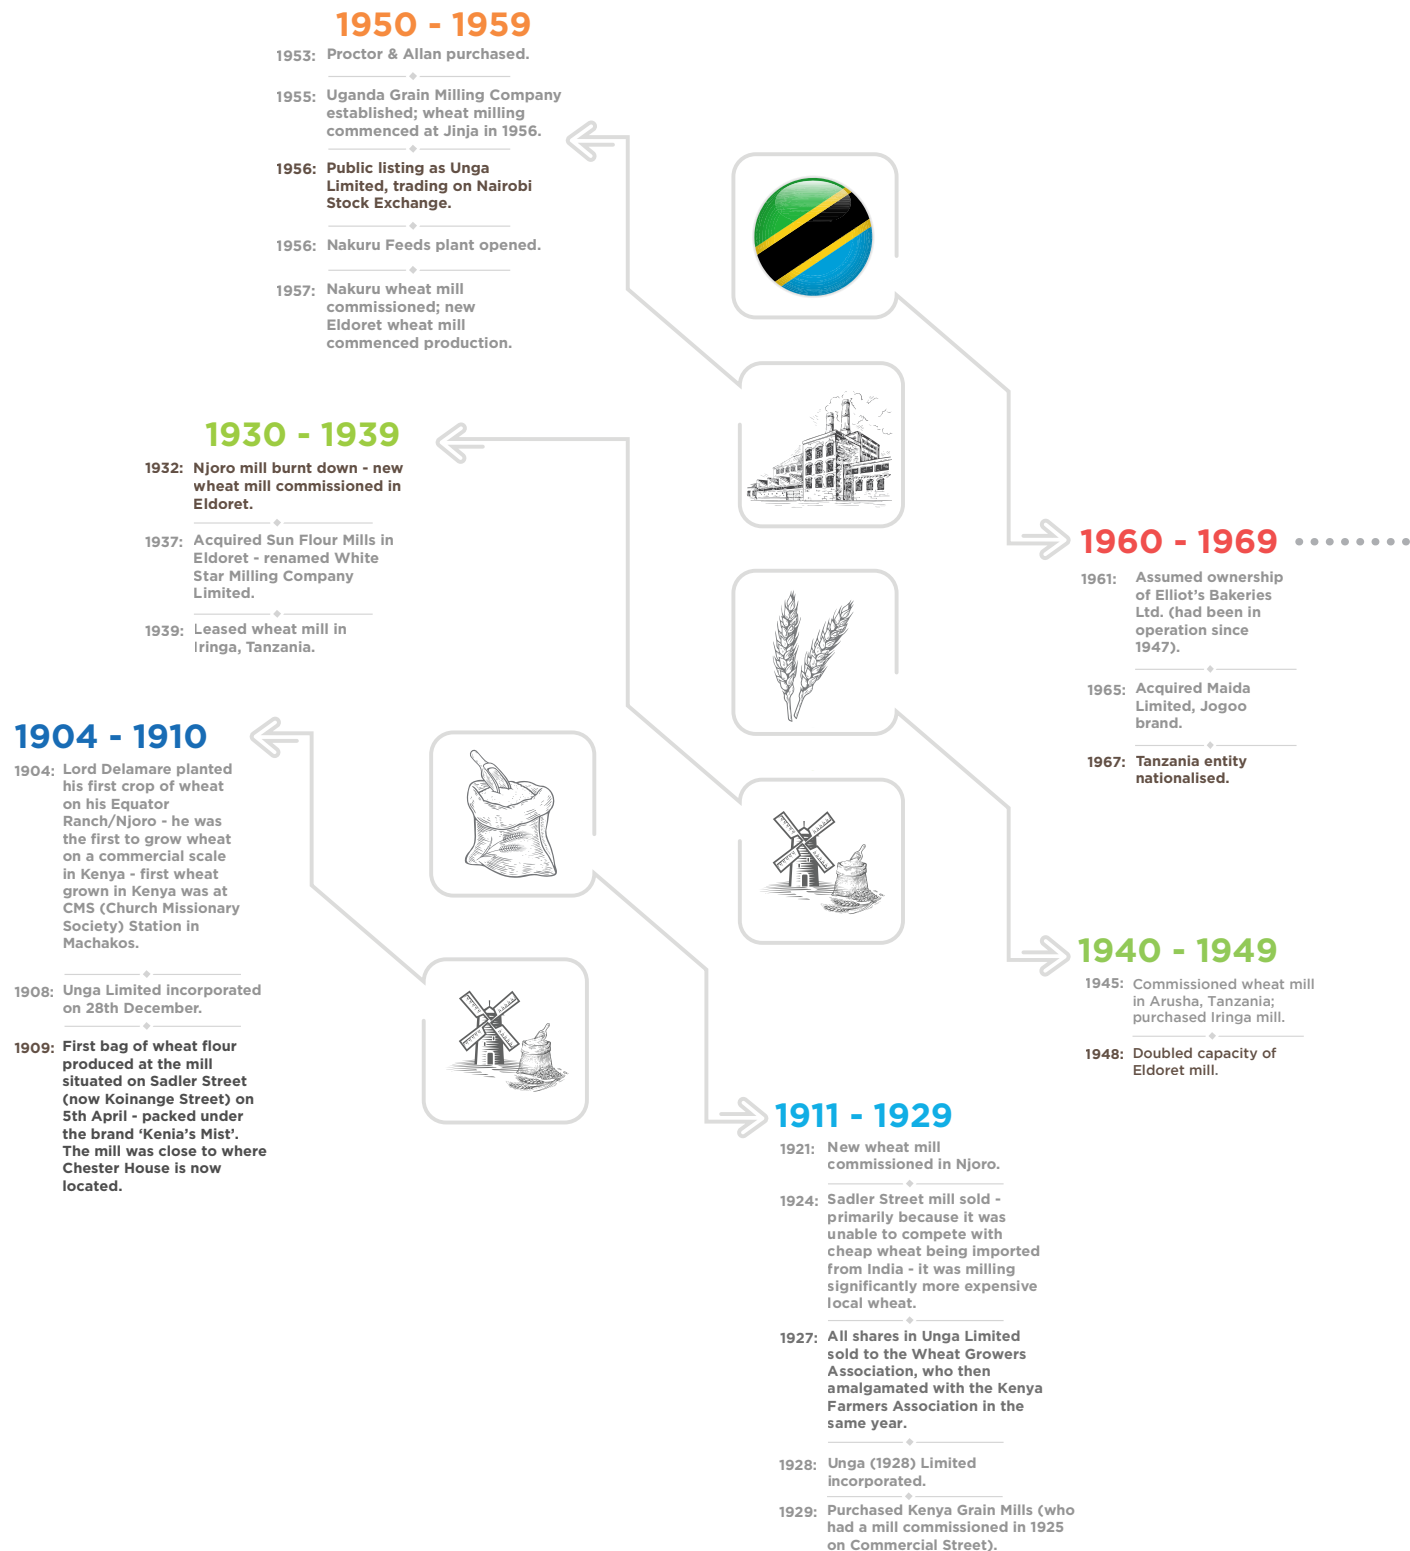 1950 - 1959
1953: Proctor & Allan purchased.
1955: Uganda Grain Milling Company
established; wheat milling
commenced at Jinja in 1956.
1956: Public listing as Unga
Limited, trading on Nairobi
Stock Exchange.
1956: Nakuru Feeds plant opened.
1957: Nakuru wheat mill
commissioned; new
Eldoret wheat mill
commenced production.
1930 - 1939
1932: Njoro mill burnt down - new
wheat mill commissioned in
Eldoret.
1937: Acquired Sun Flour Mills in
Eldoret - renamed White
Star Milling Company
Limited.
1939: Leased wheat mill in
Iringa, Tanzania.
1960 - 1969
1961: Assumed ownership
of Elliot's Bakeries
Ltd. (had been in
operation since
1947).
1965: Acquired Maida
Limited, Jogoo
brand.
1967: Tanzania entity
nationalised.
1904 - 1910
1904: Lord Delamare planted
his first crop of wheat
on his Equator
Ranch/Njoro - he was
the first to grow wheat
on a commercial scale
in Kenya - first wheat
grown in Kenya was at
CMS (Church Missionary
Society) Station in
Machakos.
1908: Unga Limited incorporated
on 28th December.
1909: First bag of wheat flour
produced at the mill
situated on Sadler Street
(now Koinange Street) on
5th April - packed under
the brand ‘Kenia’s Mist’.
The mill was close to where
Chester House is now
located.
1940 - 1949
1945: Commissioned wheat mill
in Arusha, Tanzania;
purchased Iringa mill.
1948: Doubled capacity of
Eldoret mill.
1911 - 1929
1921: New wheat mill
commissioned in Njoro.
1924: Sadler Street mill sold -
primarily because it was
unable to compete with
cheap wheat being imported
from India - it was milling
significantly more expensive
local wheat.
1927: All shares in Unga Limited
sold to the Wheat Growers
Association, who then
amalgamated with the Kenya
Farmers Association in the
same year.
1928: Unga (1928) Limited
incorporated.
1929: Purchased Kenya Grain Mills (who
had a mill commissioned in 1925
on Commercial Street).